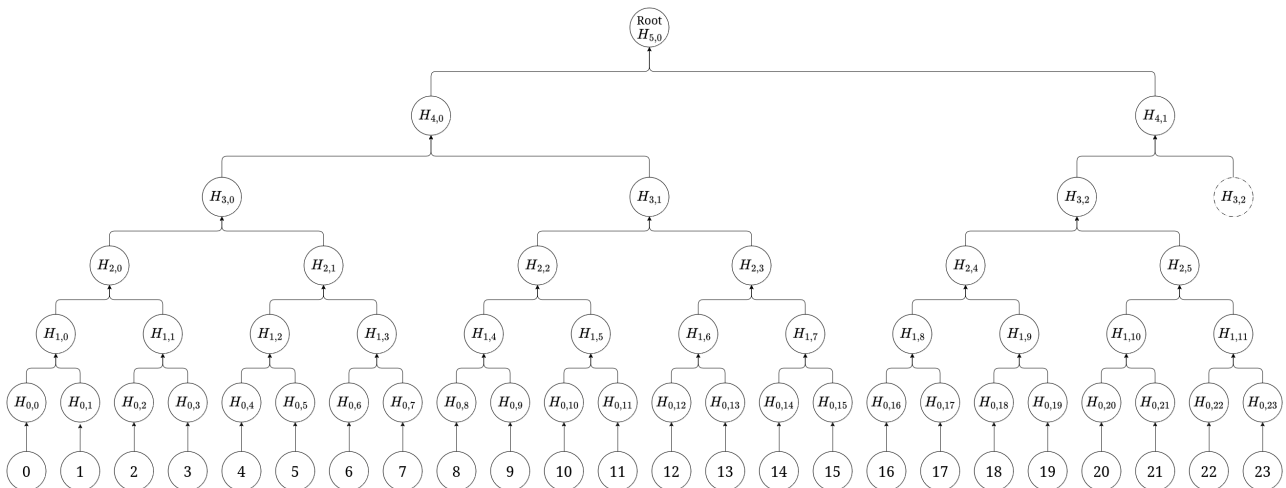 Root
H5,0
H4,0 H4,1
H3,0 H3,1 H3,2 H3,2
H2,0 H2,1 H2,2 H2,3 H2,4 H2,5
H1,0 H1,1 H1,2 H1,3 H1,4 H1,5 H1,6 H1,7 H1,8 H1,9 H1,10 H1,11
H0,0 H0,1 H0,2 H0,3 H0,4 H0,5 H0,6 H0,7 H0,8 H0,9 H0,10 H0,11 H0,12 H0,13 H0,14 H0,15 H0,16 H0,17 H0,18 H0,19 H0,20 H0,21 H0,22 H0,23
0 1 2 3 4 5 6 7 8 9 10 11 12 13 14 15 16 17 18 19 20 21 22 23